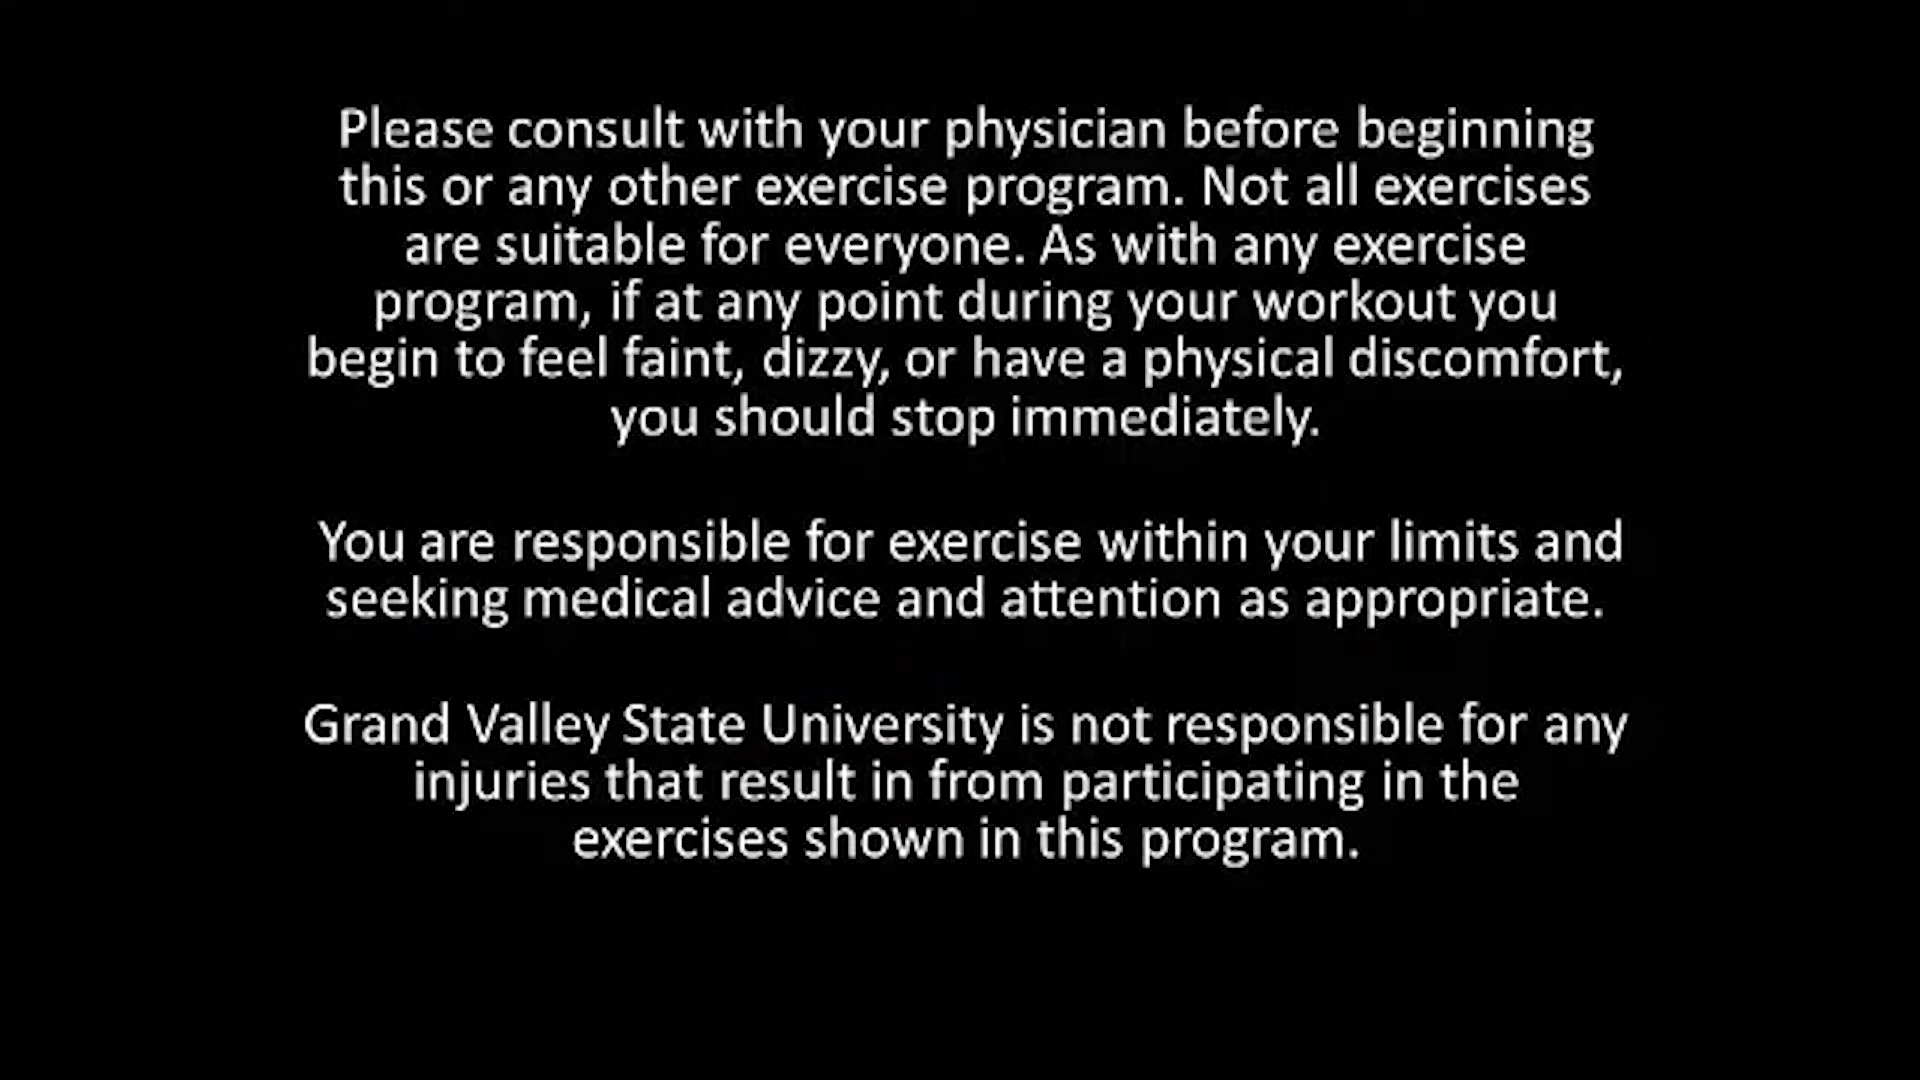 Please consult with your physician before beginning
this or any other exercise program. Not all exercises
are suitable for everyone. As with any exercise
program, if at any point during your workout you
begin to feel faint, dizzy, or have a physical discomfort,
you should stop immediately.
You are responsible for exercise within your limits and
seeking medical advice and attention as appropriate.
Grand Valley State University is not responsible for any
injuries that result in from participating in the
exercises shown in this program.